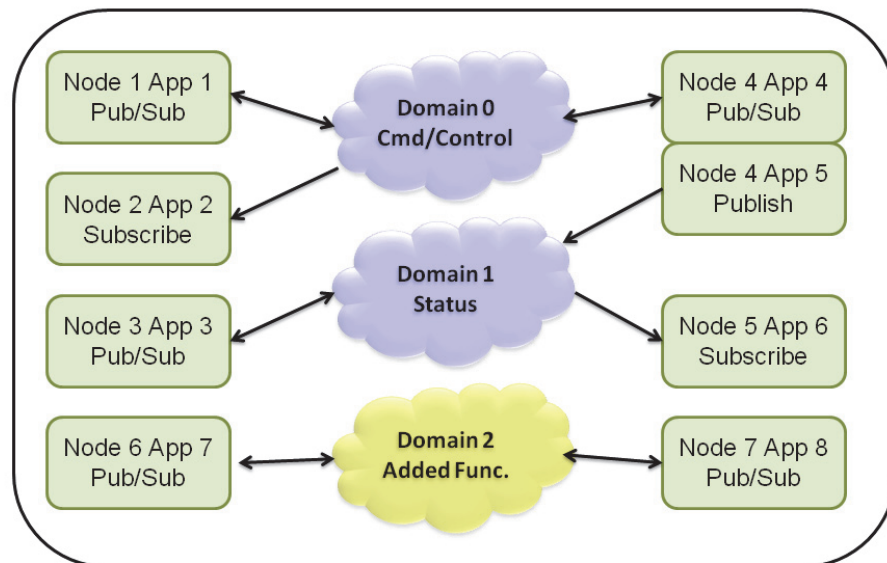 Node 1 App 1
Pub/Sub
Domain 0
Cmd/Control
Node 4 App 4
Pub/Sub
Node 2 App 2
Subscribe
Node 4 App 5
Publish
Domain 1
Status
Node 3 App 3
Pub/Sub
Node 5 App 6
Subscribe
Node 6 App 7
Pub/Sub
Domain 2
Added Func.
Node 7 App 8
Pub/Sub